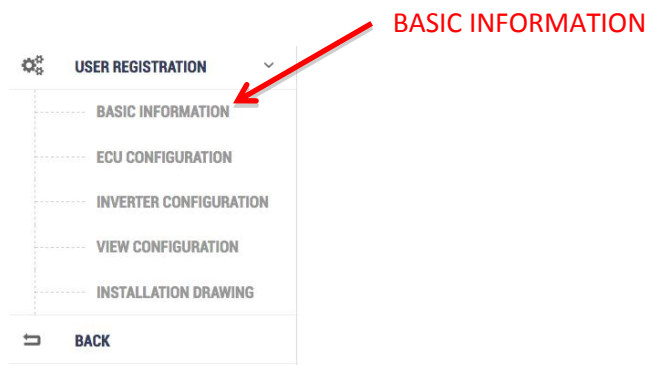 BASIC INFORMATION
USER REGISTRATION
BASIC INFORMATION
ECU CONFIGURATION
INVERTER CONFIGURATION
VIEW CONFIGURATION
INSTALLATION DRAWING
BACK